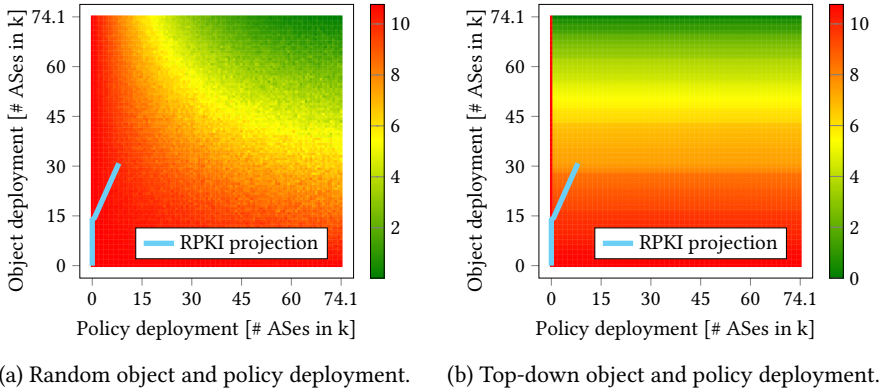 74.1
60
45
30
15
0
Object deployment [# ASes in k]
0 15 30 45 60 74.1
Policy deployment [# ASes in k]
RPKI projection
10
8
6
4
2
(a) Random object and policy deployment.
74.1
60
45
30
15
0
Object deployment [# ASes in k]
0 15 30 45 60 74.1
Policy deployment [# ASes in k]
RPKI projection
10
8
6
4
2
0
(b) Top-down object and policy deployment.